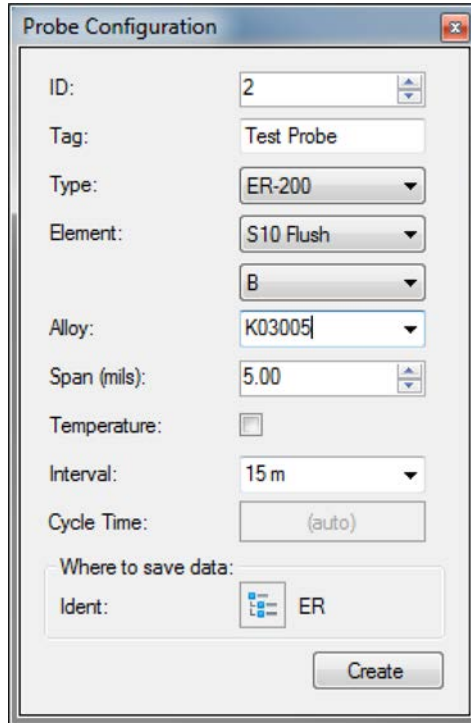 Probe Configuration
ID: 2
Tag: Test Probe
Type: ER-200
Element: S10 Flush
B
Alloy: K03005
Span (mils): 5.00
Temperature:
Interval: 15 m
Cycle Time: (auto)
Where to save data:
Ident: ER
Create